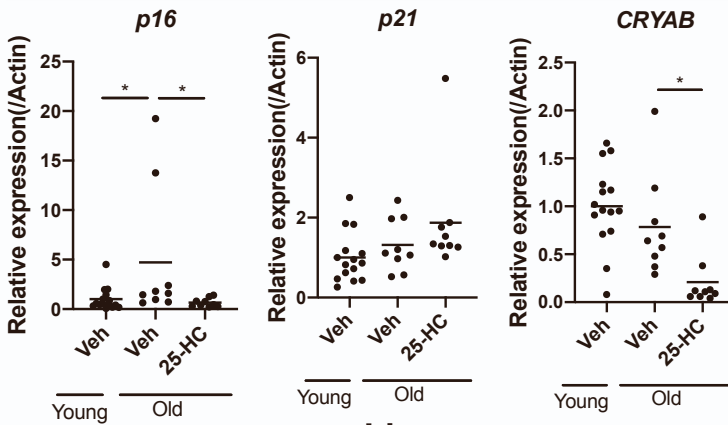 p16
Relative expression(/Actin)
25
20
15
10
5
0
*
*
Veh
Veh
25-HC
Young
Old
p21
Relative expression(/Actin)
6
4
2
0
Veh
Veh
25-HC
Young
Old
CRYAB
Relative expression(/Actin)
2.5
2.0
1.5
1.0
0.5
0.0
*
Veh
Veh
25-HC
Young
Old